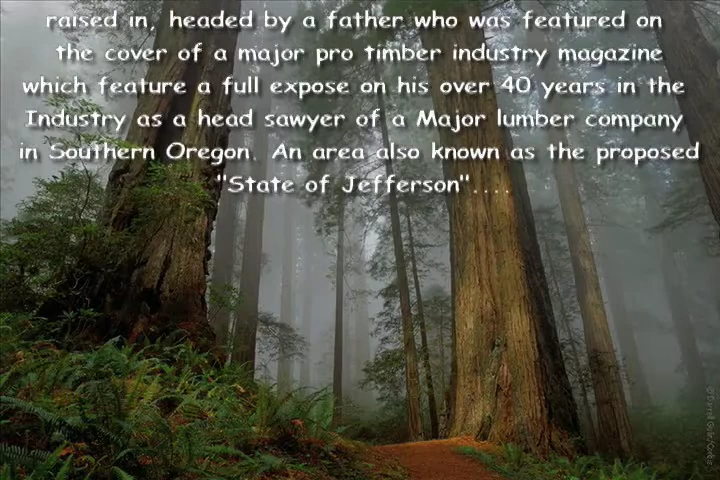 raised in, headed by a father who was featured on
the cover of a major pro timber industry magazine
which feature a full expose on his over 40 years in the
Industry as a head sawyer of a Major lumber company
in Southern Oregon. An area also known as the proposed
"State of Jefferson"....